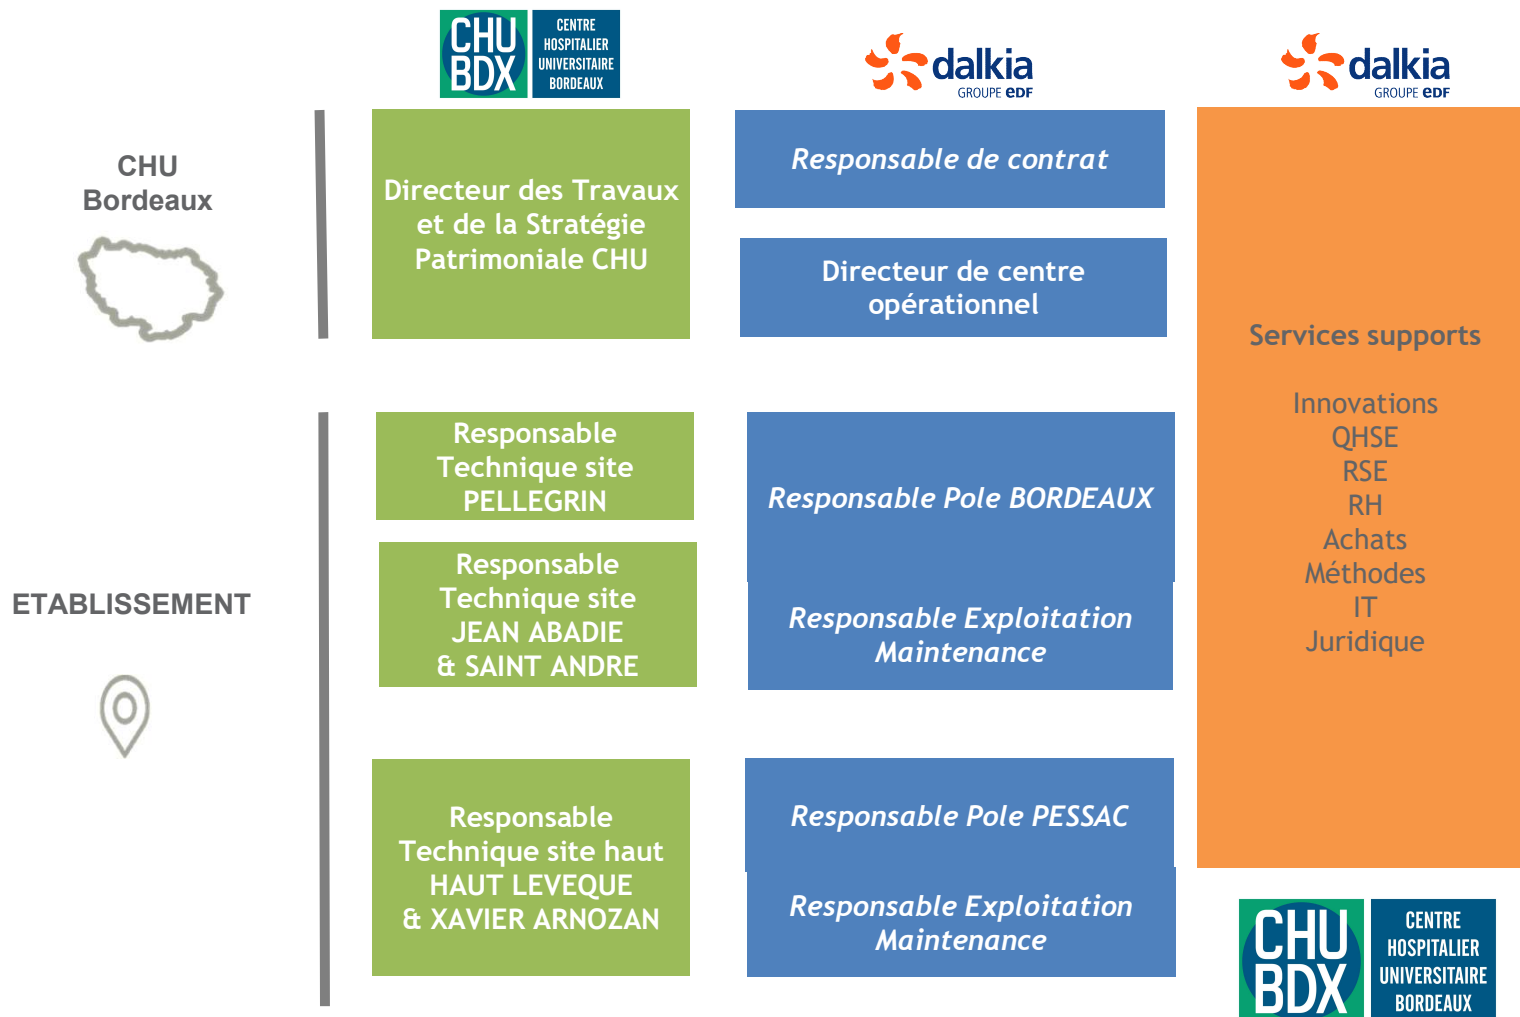 CHU
BDX
CENTRE
HOSPITALIER
UNIVERSITAIRE
BORDEAUX
dalkia
GROUPE eDF
dalkia
GROUPE eDF
CHU
Bordeaux
Directeur des Travaux
et de la Stratégie
Patrimoniale CHU
Responsable de contrat
Directeur de centre
opérationnel
ETABLISSEMENT
Responsable
Technique site
PELLEGRIN
Responsable
Technique site
JEAN ABADIE
& SAINT ANDRE
Responsable Pole BORDEAUX
Responsable Exploitation
Maintenance
Responsable
Technique site haut
HAUT LEVEQUE
& XAVIER ARNOZAN
Responsable Pole PESSAC
Responsable Exploitation
Maintenance
Services supports
Innovations
QHSE
RSE
RH
Achats
Méthodes
IT
Juridique
CHU
BDX
CENTRE
HOSPITALIER
UNIVERSITAIRE
BORDEAUX